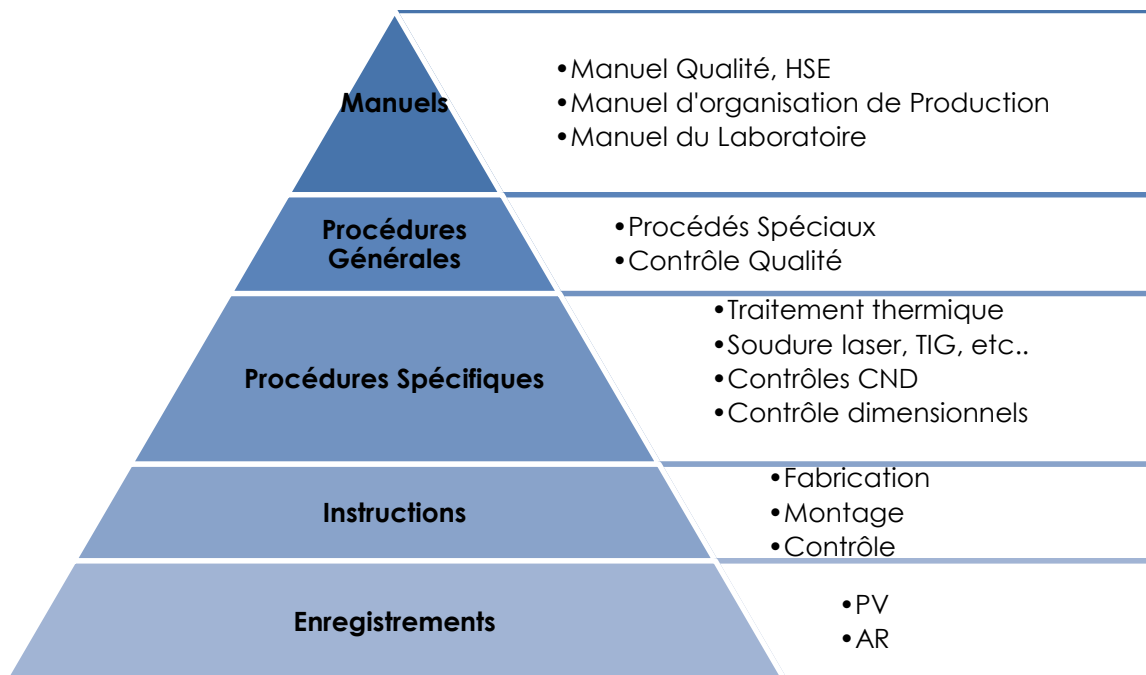 Manuels
•Manuel Qualité, HSE
•Manuel d'organisation de Production
•Manuel du Laboratoire
Procédures
Générales
•Procédés Spéciaux
•Contrôle Qualité
Procédures Spécifiques
•Traitement thermique
•Soudure laser, TIG, etc..
•Contrôles CND
•Contrôle dimensionnels
Instructions
•Fabrication
•Montage
•Contrôle
Enregistrements
•PV
•AR